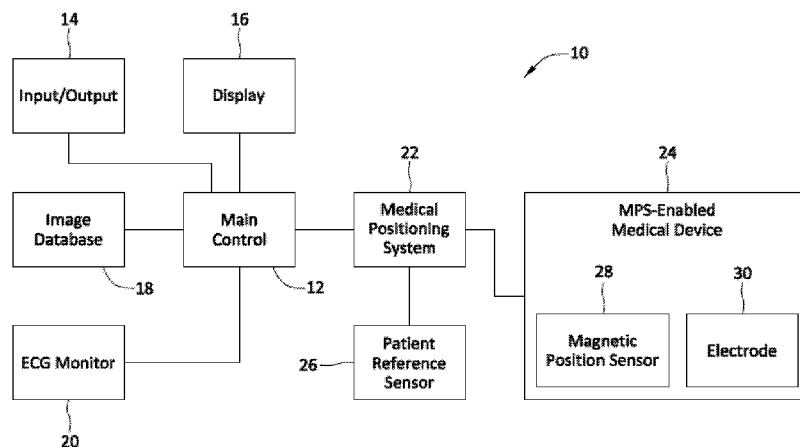 14
16
10
Input/Output
Display
22
24
Image
Database
Main
Control
Medical
Positioning
System
MPS-Enabled
Medical Device
18
12
28
30
ECG Monitor
26
Patient
Reference
Sensor
Magnetic
Position Sensor
Electrode
20